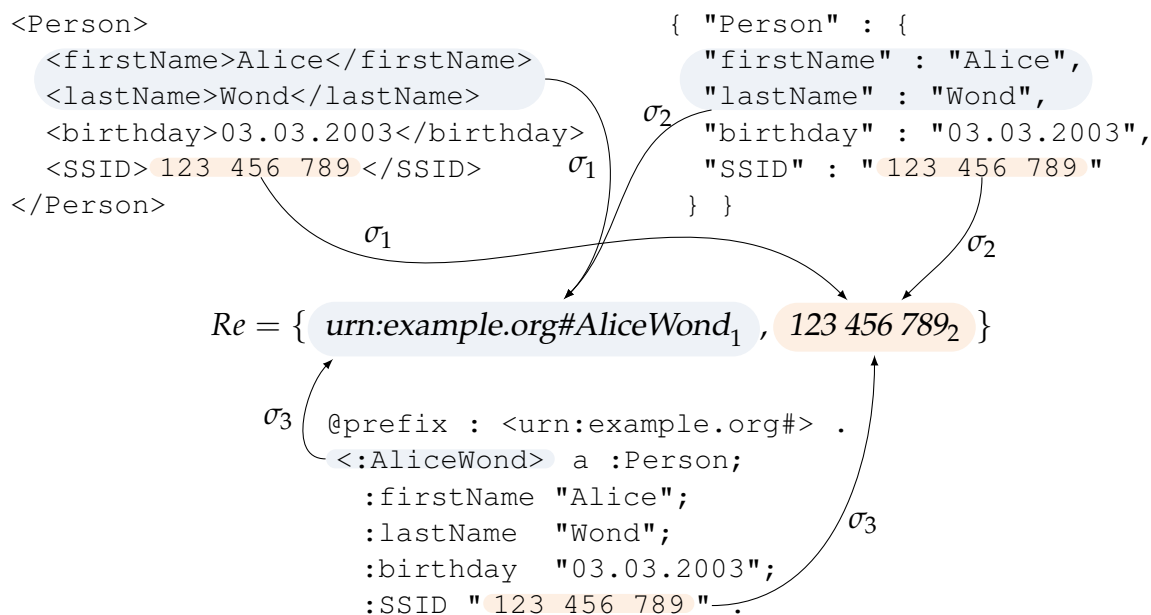 <Person>
<firstName>Alice</firstName>
<lastName>Wond</lastName>
<birthday>03.03.2003</birthday>
<SSID> 123 456 789 </SSID>
</Person>
{ "Person" : {
"firstName" : "Alice",
"lastName" : "Wond",
"birthday" : "03.03.2003",
"SSID" : " 123 456 789 "
} }
σ₂
σ₁
σ₁
σ₂
Re = { urn:example.org#AliceWond₁ , 123 456 789₂ }
σ₃
@prefix : <urn:example.org#> .
<:AliceWond> a :Person;
:firstName "Alice";
:lastName "Wond";
:birthday "03.03.2003";
:SSID " 123 456 789 " .
σ₃